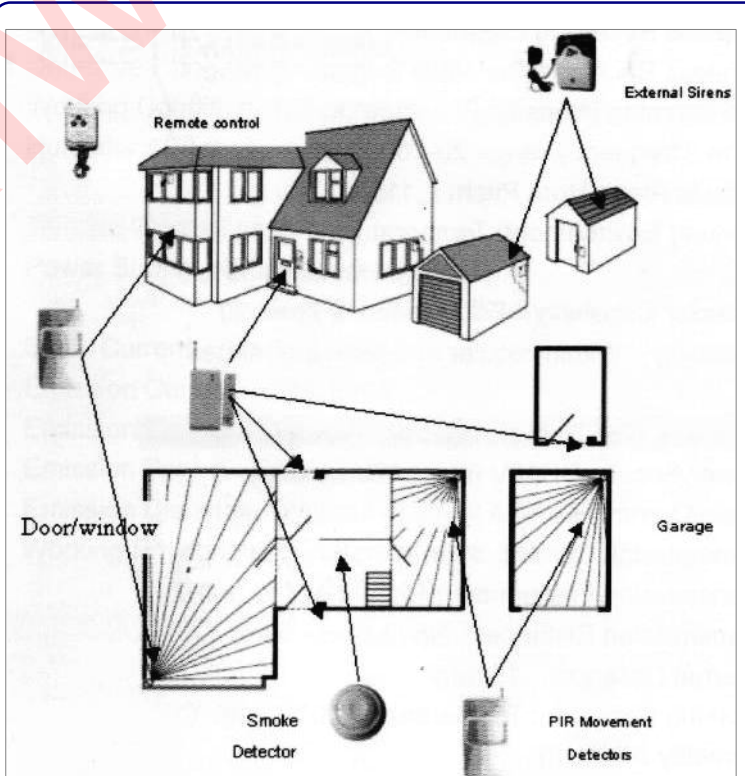 External Sirens
Remote control
Door/window
Garage
Smoke
Detector
PIR Movement
Detectors